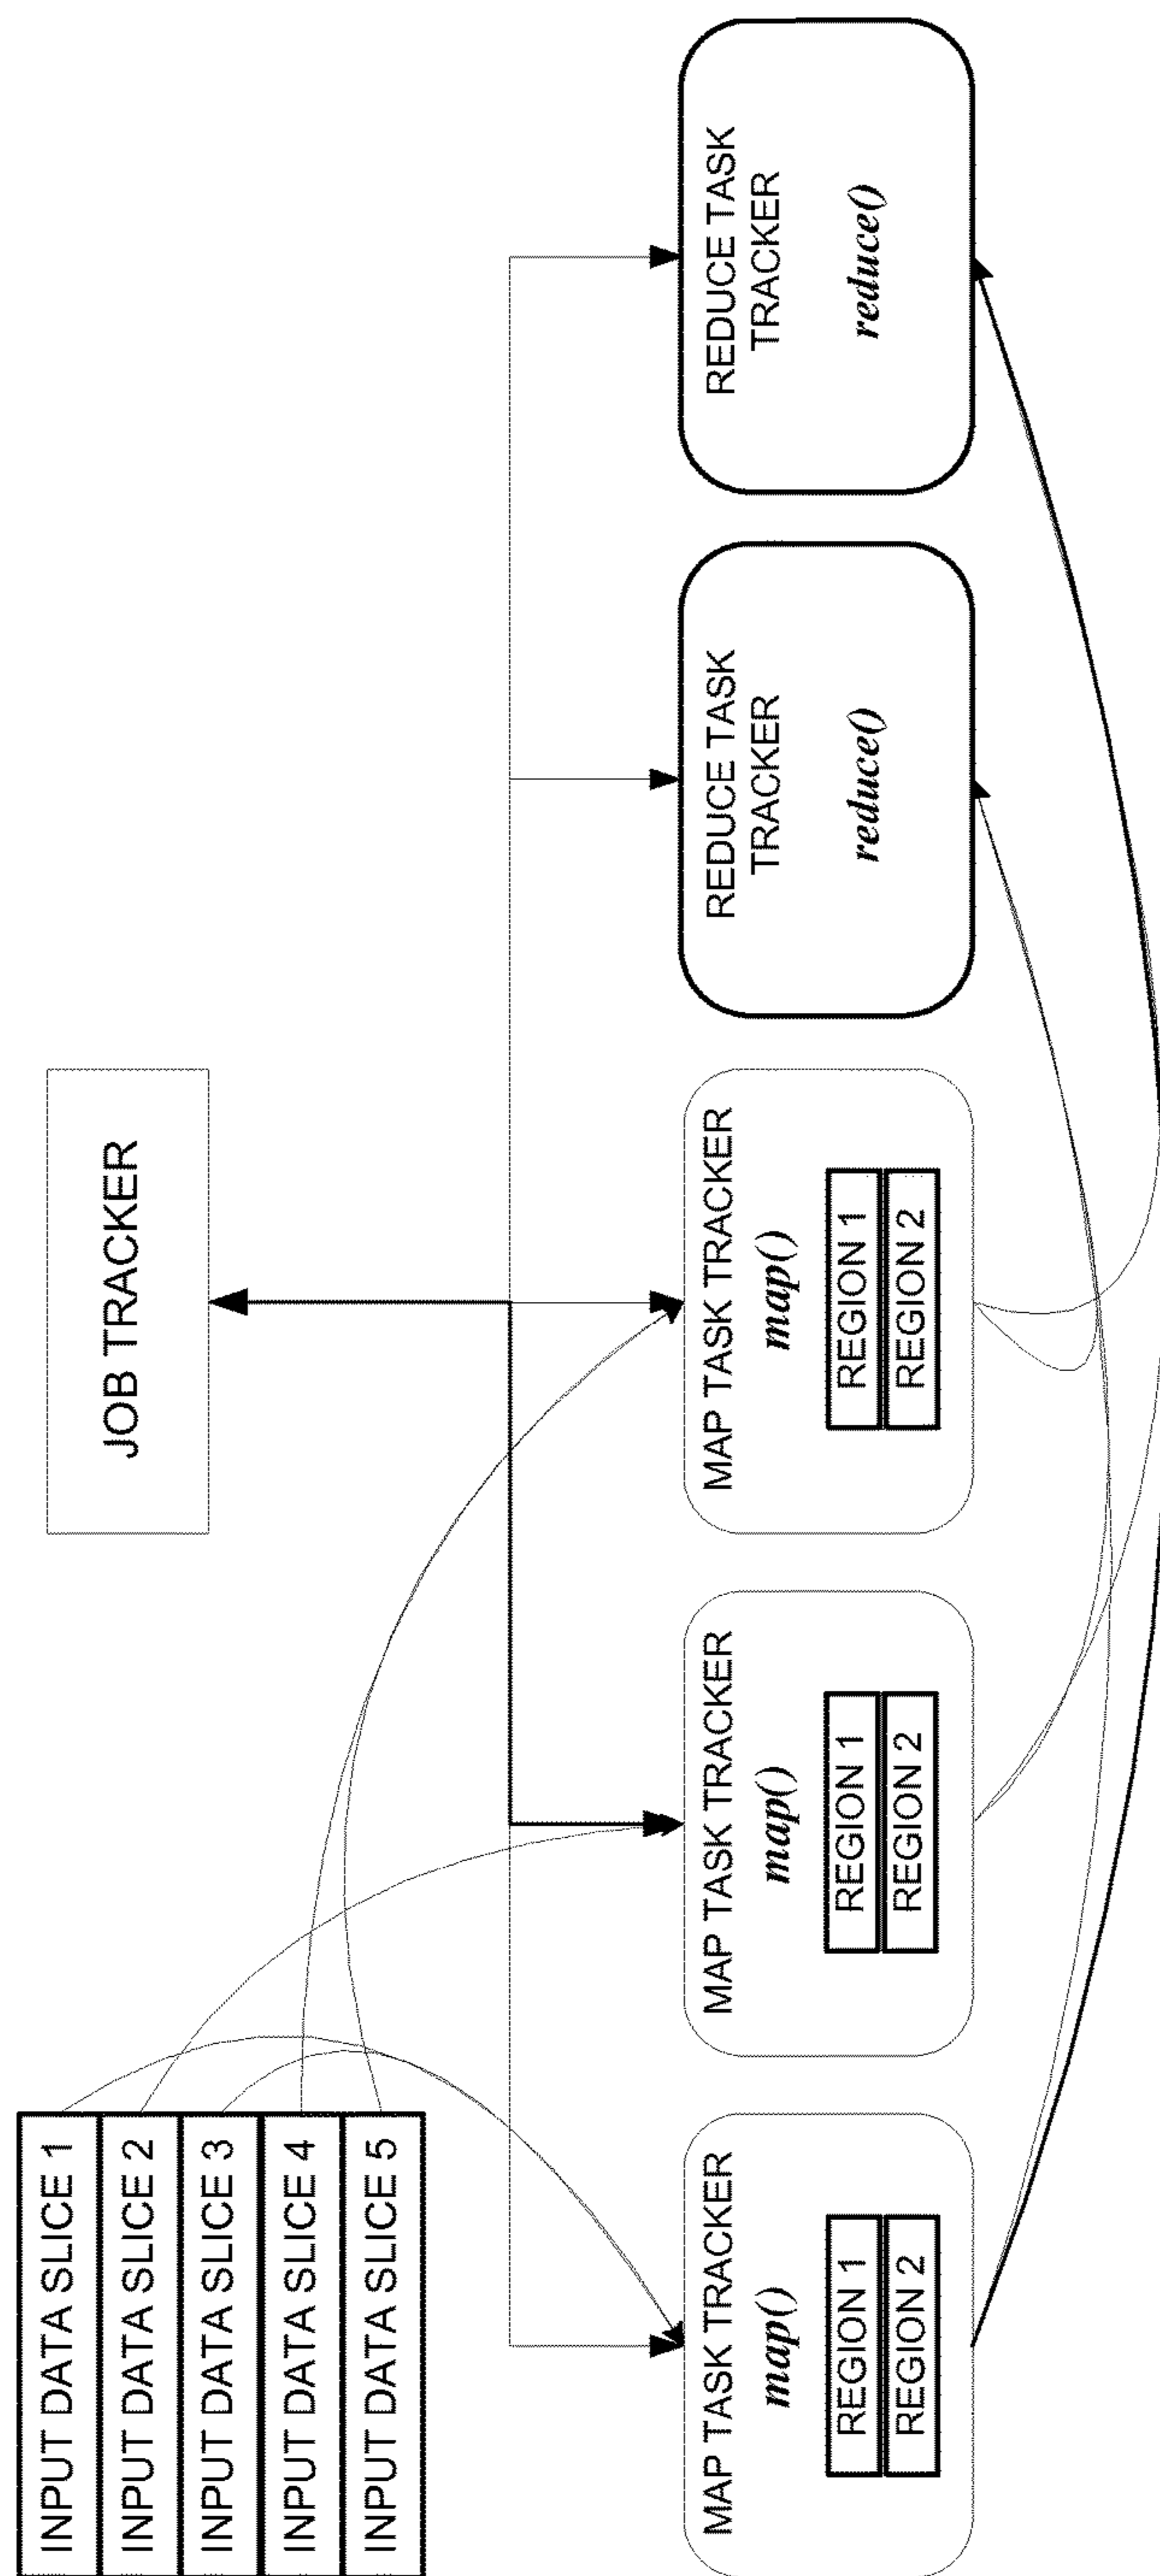 INPUT DATA SLICE 1
INPUT DATA SLICE 2
INPUT DATA SLICE 3
INPUT DATA SLICE 4
INPUT DATA SLICE 5
JOB TRACKER
MAP TASK TRACKER
map()
REGION 1
REGION 2
MAP TASK TRACKER
map()
REGION 1
REGION 2
MAP TASK TRACKER
map()
REGION 1
REGION 2
REDUCE TASK
TRACKER
reduce()
REDUCE TASK
TRACKER
reduce()